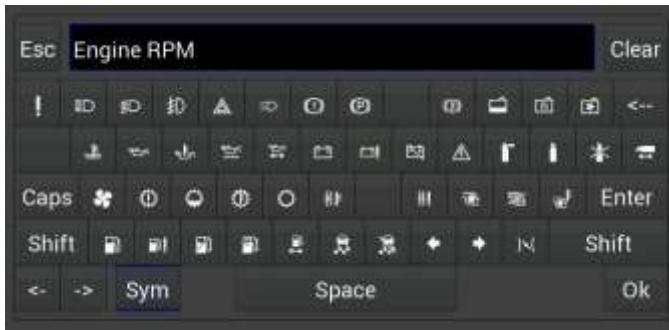 Esc Engine RPM Clear
<--
Caps Enter
Shift Shift
<- -> Sym Space Ok